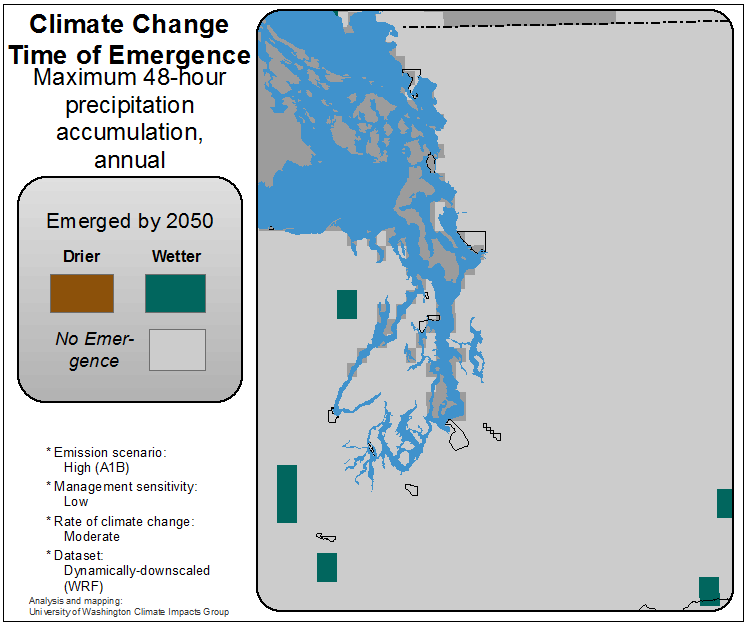 Climate Change
Time of Emergence
Maximum 48-hour
precipitation
accumulation,
annual
Emerged by 2050
Drier Wetter
No Emer-
gence
* Emission scenario:
High (A1B)
* Management sensitivity:
Low
* Rate of climate change:
Moderate
* Dataset:
Dynamically-downscaled
(WRF)
Analysis and mapping:
University of Washington Climate Impacts Group